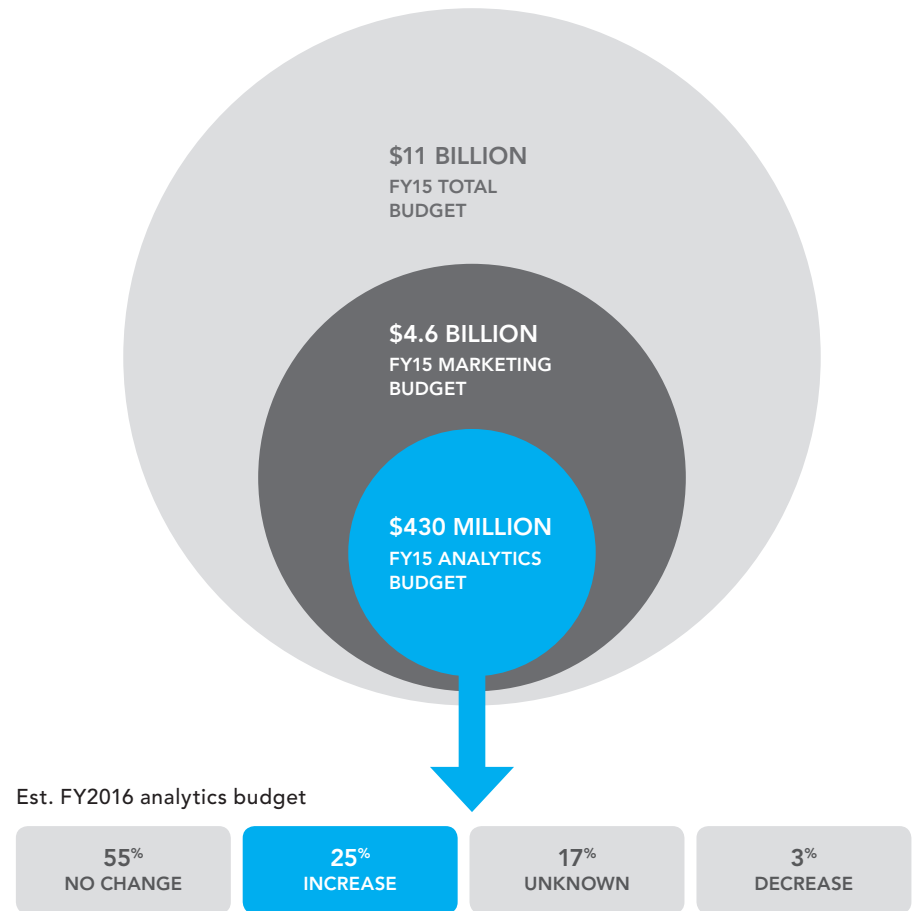 $11 BILLION
FY15 TOTAL
BUDGET
$4.6 BILLION
FY15 MARKETING
BUDGET
$430 MILLION
FY15 ANALYTICS
BUDGET
Est. FY2016 analytics budget
55%
NO CHANGE
25%
INCREASE
17%
UNKNOWN
3%
DECREASE